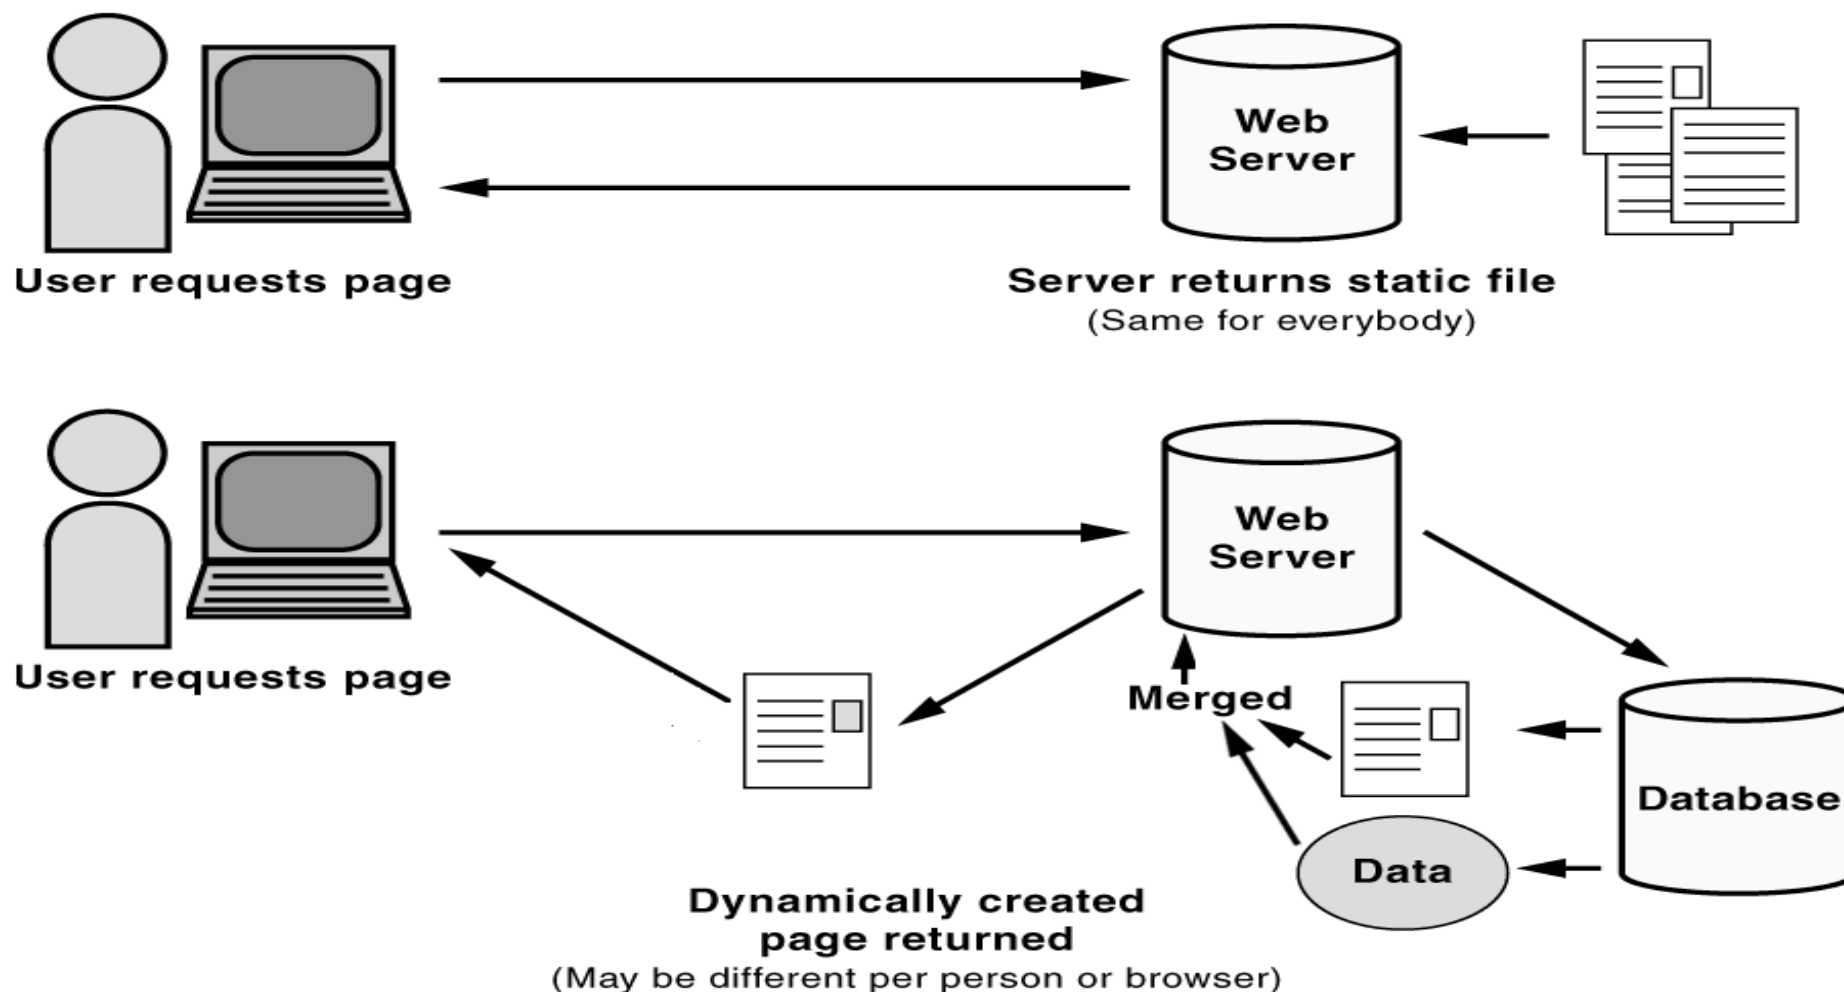 Web
Server
User requests page
Server returns static file
(Same for everybody)
Web
Server
User requests page
Merged
Database
Data
Dynamically created
page returned
(May be different per person or browser)